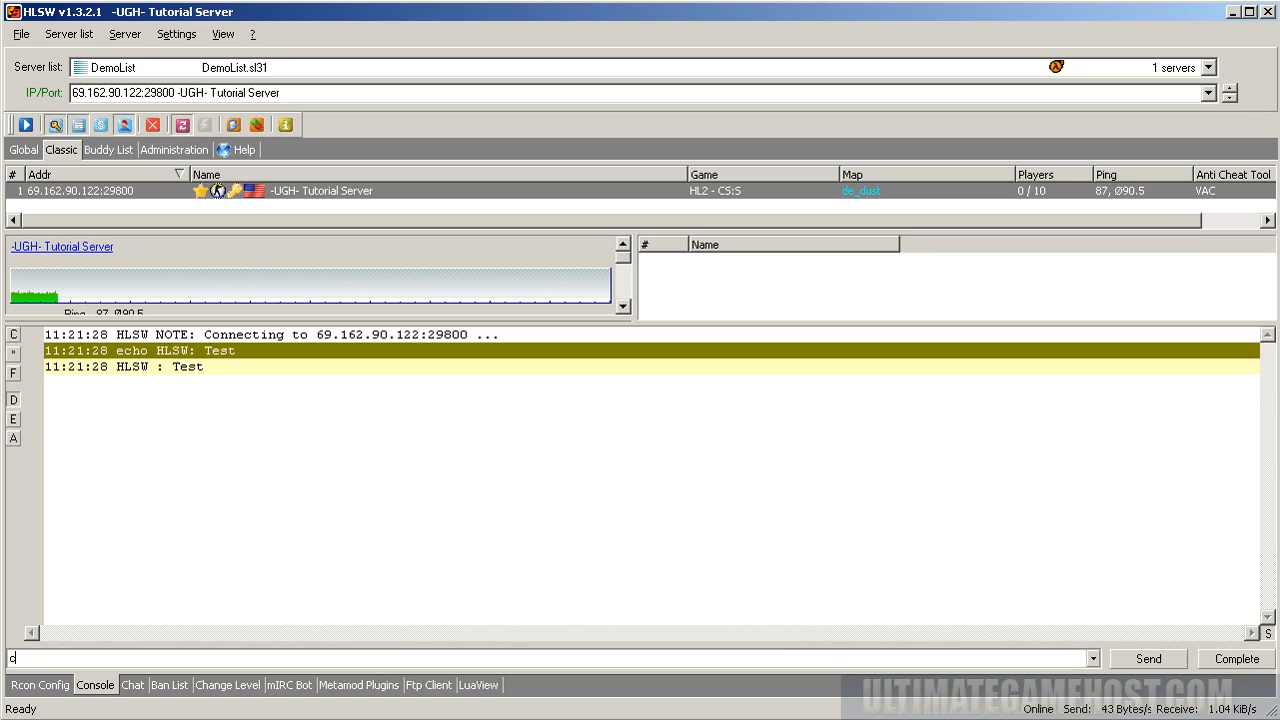 HLSW v1.3.2.1 -UGH- Tutorial Server
File Server list Server Settings View ?
Server list: DemoList DemoList.sl31 1 servers
IP/Port: 69.162.90.122:29800 -UGH- Tutorial Server
Global Classic Buddy List Administration Help
# Addr Name Game Map Players Ping Anti Cheat Tool
1 69.162.90.122:29800 -UGH- Tutorial Server HL2 - CS:S de_dust 0 / 10 87, Ø90.5 VAC
-UGH- Tutorial Server # Name
Ping 87, Ø90.5
C 11:21:28 HLSW NOTE: Connecting to 69.162.90.122:29800 ...
* 11:21:28 echo HLSW: Test
F 11:21:28 HLSW : Test
D
E
A
S
c Send Complete
Rcon Config Console Chat Ban List Change Level mIRC Bot Metamod Plugins Ftp Client LuaView
ULTIMATEGAMEHOST.COM
Ready Online Send: 43 Bytes/s Receive: 1.04 KiB/s